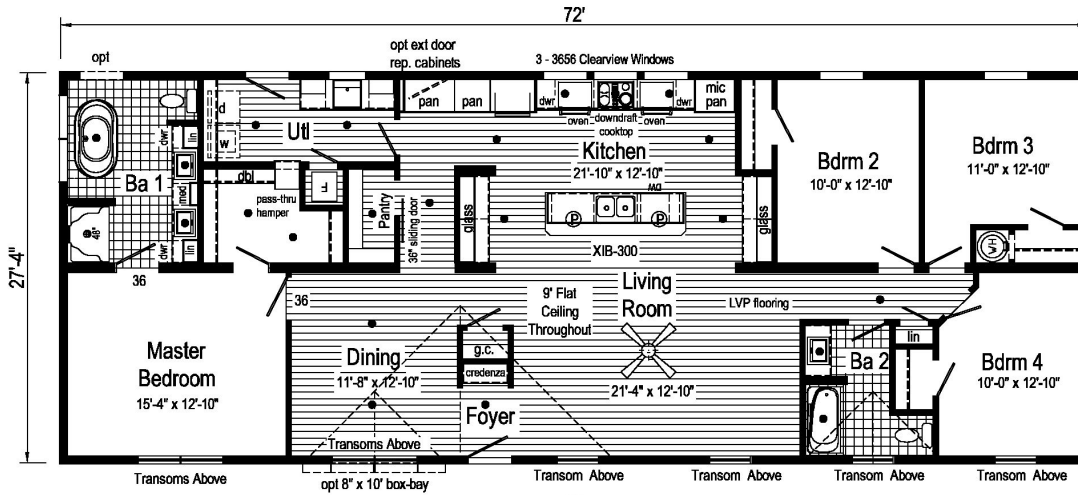 72'
27'-4"
opt
opt ext door
rep. cabinets
3 - 3656 Clearview Windows
pan
pan
dwr
oven
downdraft
cooktop
oven
dwr
mic
pan
d
w
Utl
Kitchen
21'-10" x 12'-10"
Bdrm 2
10'-0" x 12'-10"
Bdrm 3
11'-0" x 12'-10"
dwr
lin
Ba 1
med
dbl
pass-thru
hamper
F
Pantry
36" sliding door
glass
DW
glass
XIB-300
48"
dwr
lin
WH
36
36
9' Flat
Ceiling
Throughout
Living
Room
LVP flooring
Master
Bedroom
15'-4" x 12'-10"
Dining
11'-8" x 12'-10"
g.c.
credenza
21'-4" x 12'-10"
Foyer
Ba 2
lin
Bdrm 4
10'-0" x 12'-10"
Transoms Above
Transoms Above
opt 8" x 10' box-bay
Transom Above
Transom Above
Transom Above
Transom Above